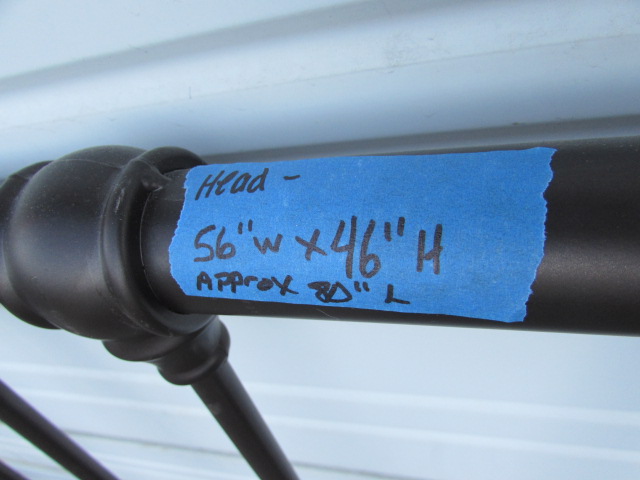 Head -
56" W x 46" H
Approx 80" L